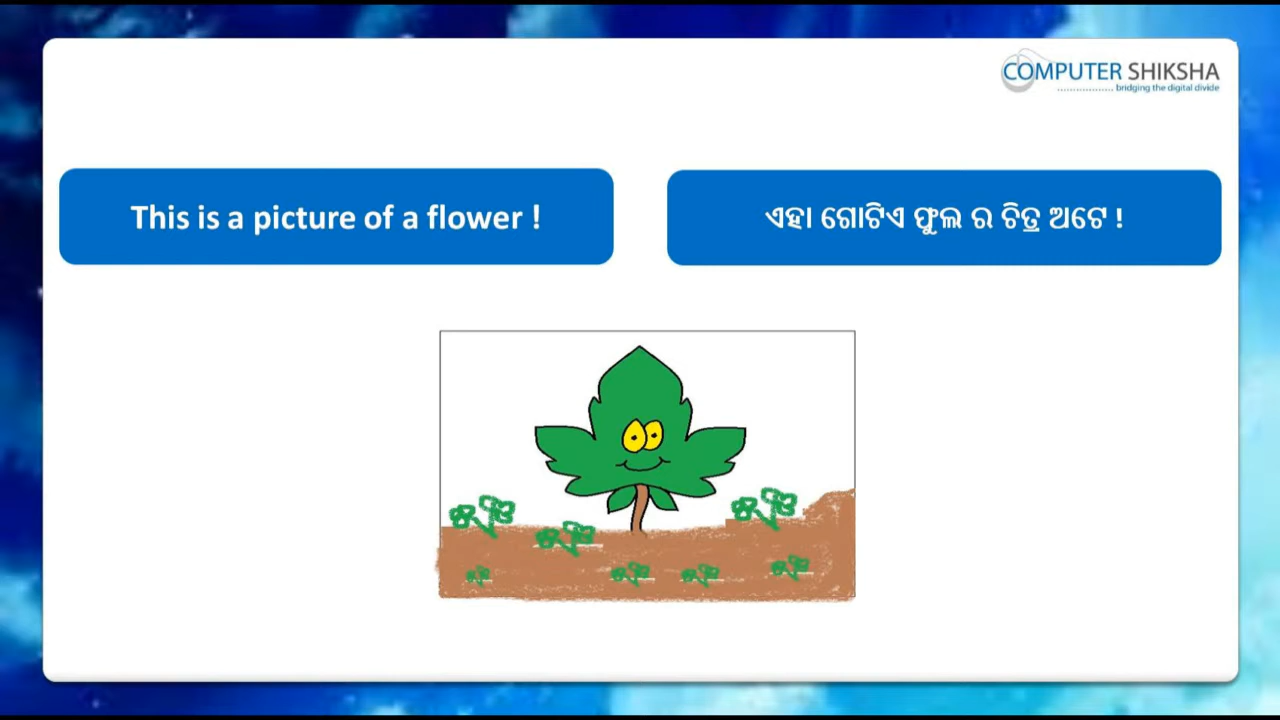 COMPUTER SHIKSHA
bridging the digital divide
This is a picture of a flower !
ଏହା ଗୋଟିଏ ଫୁଲ ର ଚିତ୍ର ଅଟେ !